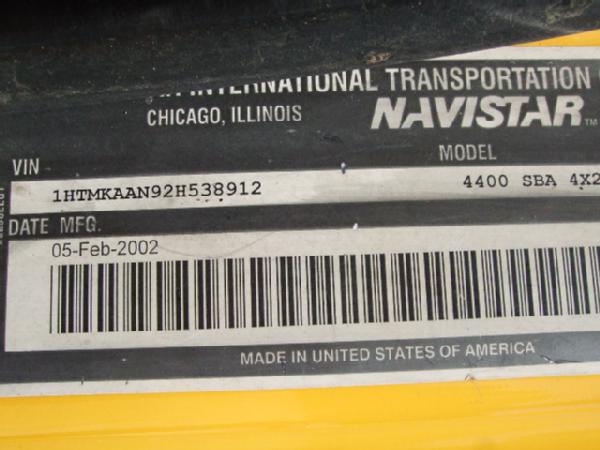 INTERNATIONAL TRANSPORTATION
CHICAGO, ILLINOIS NAVISTAR™
VIN MODEL
1HTMKAAN92H538912 4400 SBA 4X2
DATE MFG.
05-Feb-2002
MADE IN UNITED STATES OF AMERICA